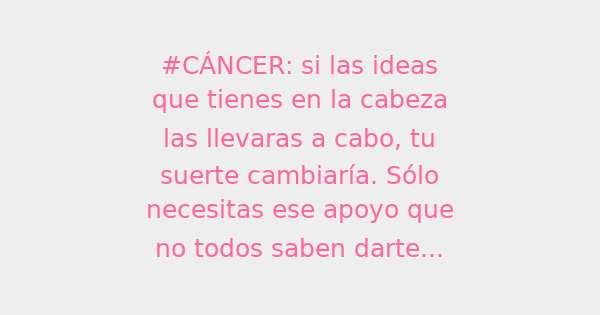 #CÁNCER: si las ideas
que tienes en la cabeza
las llevaras a cabo, tu
suerte cambiaría. Sólo
necesitas ese apoyo que
no todos saben darte...